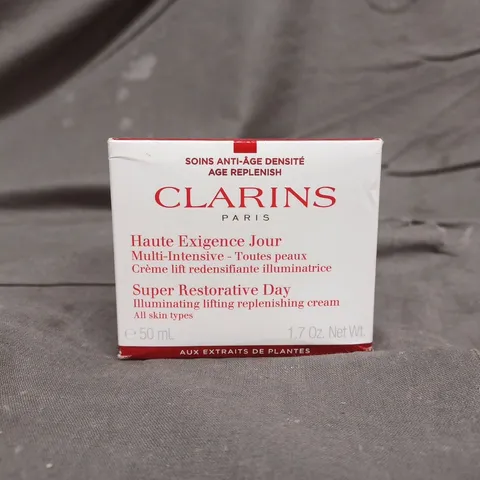 SOINS ANTI-ÂGE DENSITÉ
AGE REPLENISH
CLARINS
PARIS
Haute Exigence Jour
Multi-Intensive - Toutes peaux
Crème lift redensifiante illuminatrice
Super Restorative Day
Illuminating lifting replenishing cream
All skin types
℮ 50 mL 1.7 Oz. Net Wt.
AUX EXTRAITS DE PLANTES